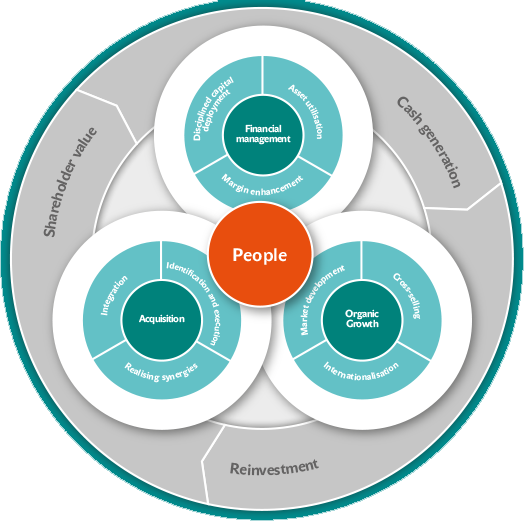 Disciplined capital
deployment
Asset utilisation
Financial
management
Margin enhancement
Cash generation
Shareholder value
People
Integration
Identification and execution
Acquisition
Realising synergies
Market development
Cross-selling
Organic
Growth
Internationalisation
Reinvestment